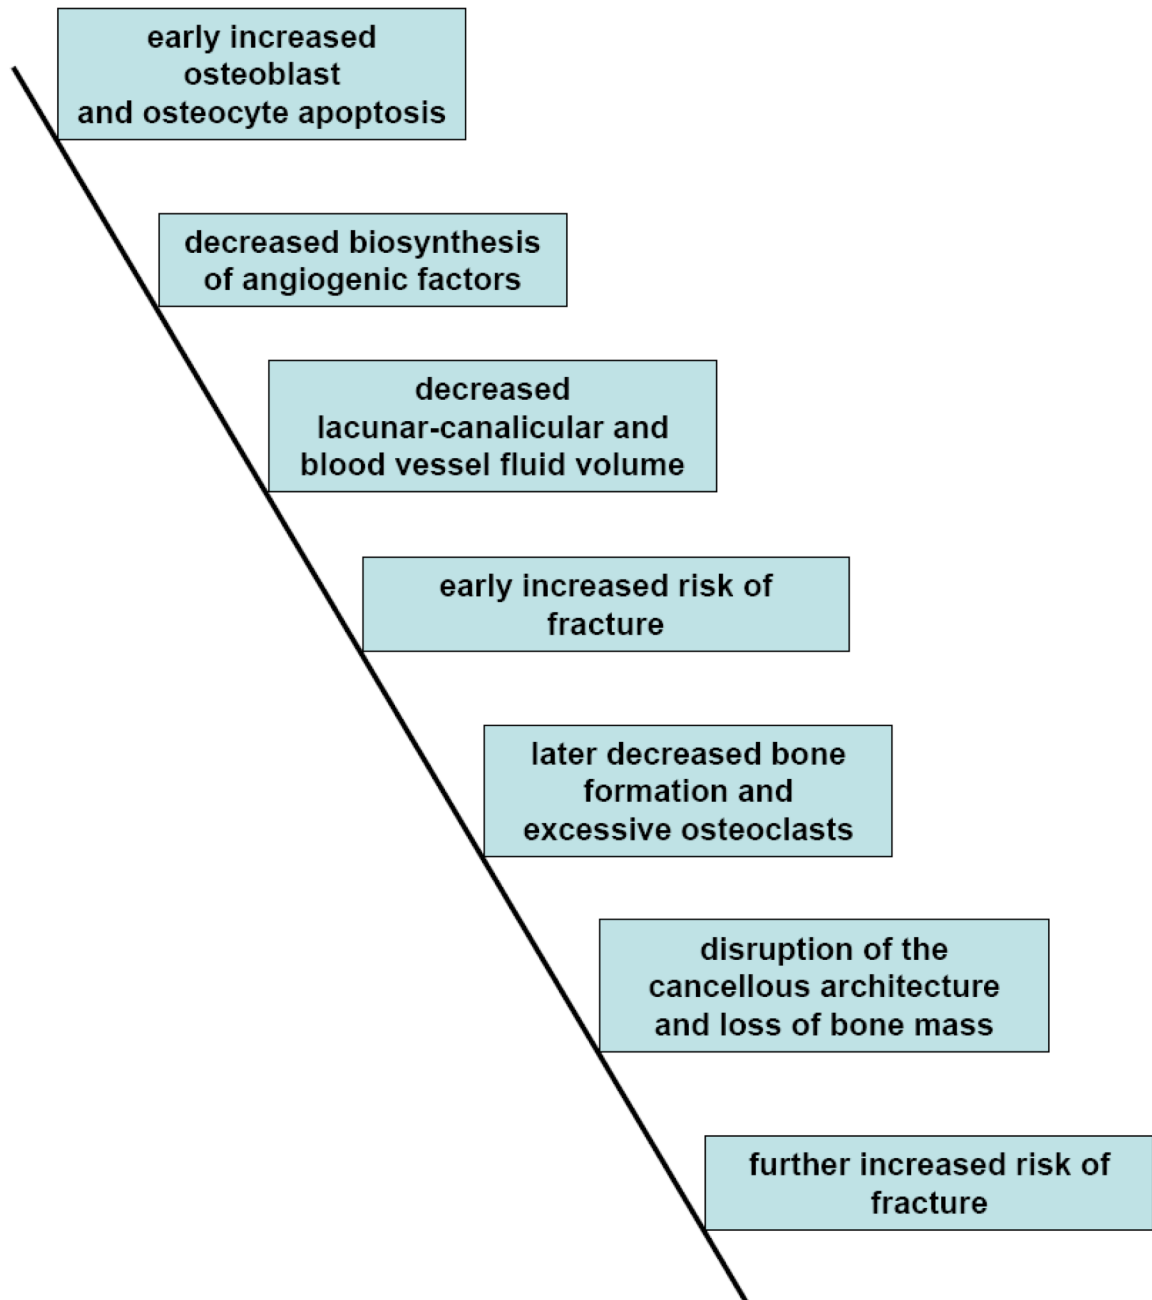 early increased
osteoblast
and osteocyte apoptosis
decreased biosynthesis
of angiogenic factors
decreased
lacunar-canalicular and
blood vessel fluid volume
early increased risk of
fracture
later decreased bone
formation and
excessive osteoclasts
disruption of the
cancellous architecture
and loss of bone mass
further increased risk of
fracture